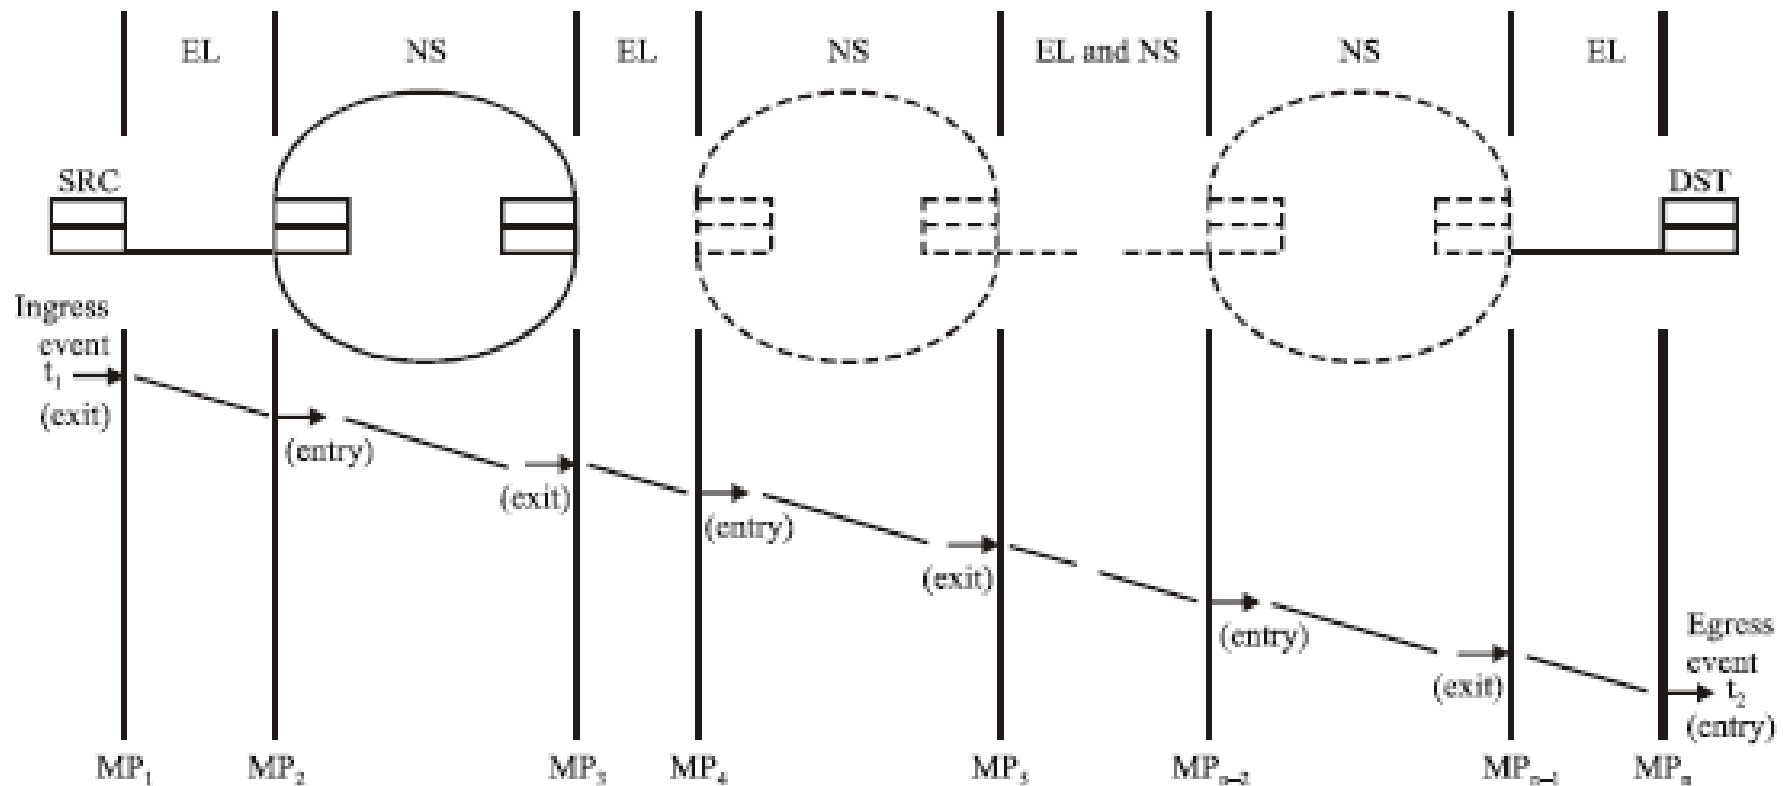 EL
NS
EL
NS
EL and NS
NS
EL
SRC
DST
Ingress
event
t₁
(exit)
(entry)
(exit)
(entry)
(exit)
(entry)
(exit)
Egress
event
t₂
(entry)
MP₁
MP₂
MP₃
MP₄
MP₅
MPₙ₋₂
MPₙ₋₁
MPₙ